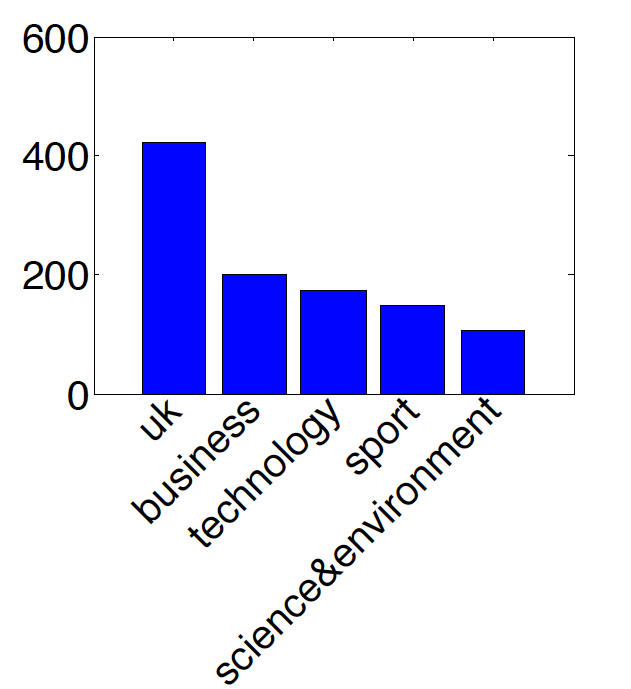 600
400
200
0
uk
business
technology
sport
science&environment